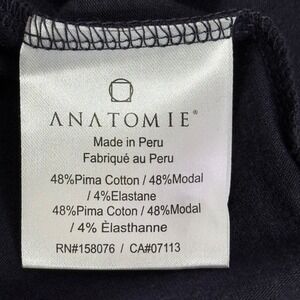 ANATOMIE®
Made in Peru
Fabriqué au Peru
48%Pima Cotton / 48%Modal
/ 4%Elastane
48%Pima Coton / 48%Modal
/ 4% Èlasthanne
RN#158076 / CA#07113